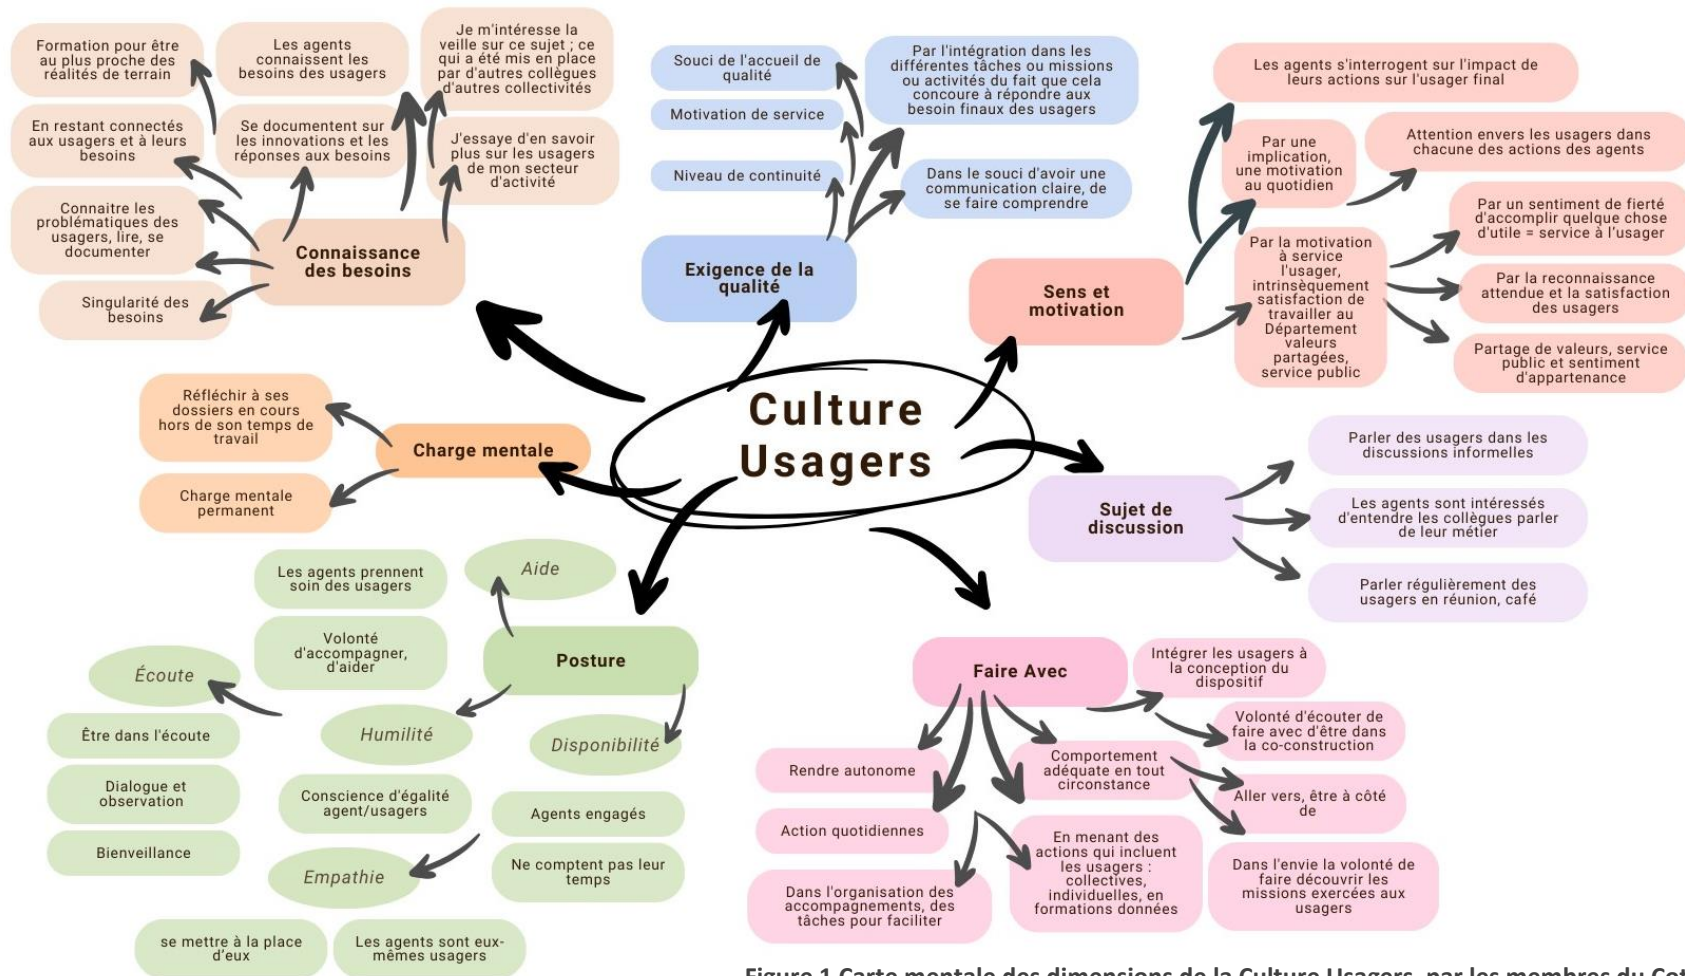 Formation pour être
au plus proche des
réalités de terrain
Les agents
connaissent les
besoins des usagers
Je m'intéresse la
veille sur ce sujet ; ce
qui a été mis en place
par d'autres collègues
d'autres collectivités
En restant connectés
aux usagers et à leurs
besoins
Se documentent sur
les innovations et les
réponses aux besoins
J'essaye d'en savoir
plus sur les usagers
de mon secteur
d'activité
Connaitre les
problématiques des
usagers, lire, se
documenter
Singularité des
besoins
Connaissance
des besoins
Souci de l'accueil de
qualité
Motivation de service
Niveau de continuité
Par l'intégration dans les
différentes tâches ou missions
ou activités du fait que cela
concoure à répondre aux
besoin finaux des usagers
Dans le souci d'avoir une
communication claire, de
se faire comprendre
Exigence de la
qualité
Les agents s'interrogent sur l'impact de
leurs actions sur l'usager final
Par une
implication,
une motivation
au quotidien
Attention envers les usagers dans
chacune des actions des agents
Par la motivation
à service
l'usager,
intrinsèquement
satisfaction de
travailler au
Département
valeurs
partagées,
service public
Par un sentiment de fierté
d'accomplir quelque chose
d'utile = service à l'usager
Par la reconnaissance
attendue et la satisfaction
des usagers
Partage de valeurs, service
public et sentiment
d'appartenance
Sens et
motivation
Culture
Usagers
Réfléchir à ses
dossiers en cours
hors de son temps de
travail
Charge mentale
permanent
Charge mentale
Sujet de
discussion
Parler des usagers dans les
discussions informelles
Les agents sont intéressés
d'entendre les collègues parler
de leur métier
Parler régulièrement des
usagers en réunion, café
Posture
Aide
Les agents prennent
soin des usagers
Volonté
d'accompagner,
d'aider
Écoute
Être dans l'écoute
Dialogue et
observation
Bienveillance
Humilité
Conscience d'égalité
agent/usagers
Disponibilité
Agents engagés
Ne comptent pas leur
temps
Empathie
se mettre à la place
d'eux
Les agents sont eux-
mêmes usagers
Faire Avec
Intégrer les usagers à
la conception du
dispositif
Volonté d'écouter de
faire avec d'être dans
la co-construction
Rendre autonome
Comportement
adéquate en tout
circonstance
Aller vers, être à côté
de
Action quotidiennes
En menant des
actions qui incluent
les usagers :
collectives,
individuelles, en
formations données
Dans l'organisation des
accompagnements, des
tâches pour faciliter
Dans l'envie la volonté de
faire découvrir les
missions exercées aux
usagers
Figure 1 Carte mentale des dimensions de la Culture Usagers, par les membres du